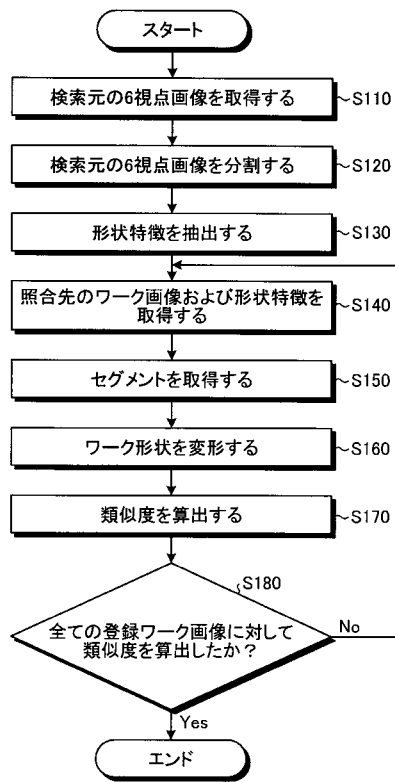 スタート
検索元の6視点画像を取得する
~S110
検索元の6視点画像を分割する
~S120
形状特徴を抽出する
~S130
照合先のワーク画像および形状特徴を
取得する
~S140
セグメントを取得する
~S150
ワーク形状を変形する
~S160
類似度を算出する
~S170
S180
全ての登録ワーク画像に対して
類似度を算出したか？
No
Yes
エンド